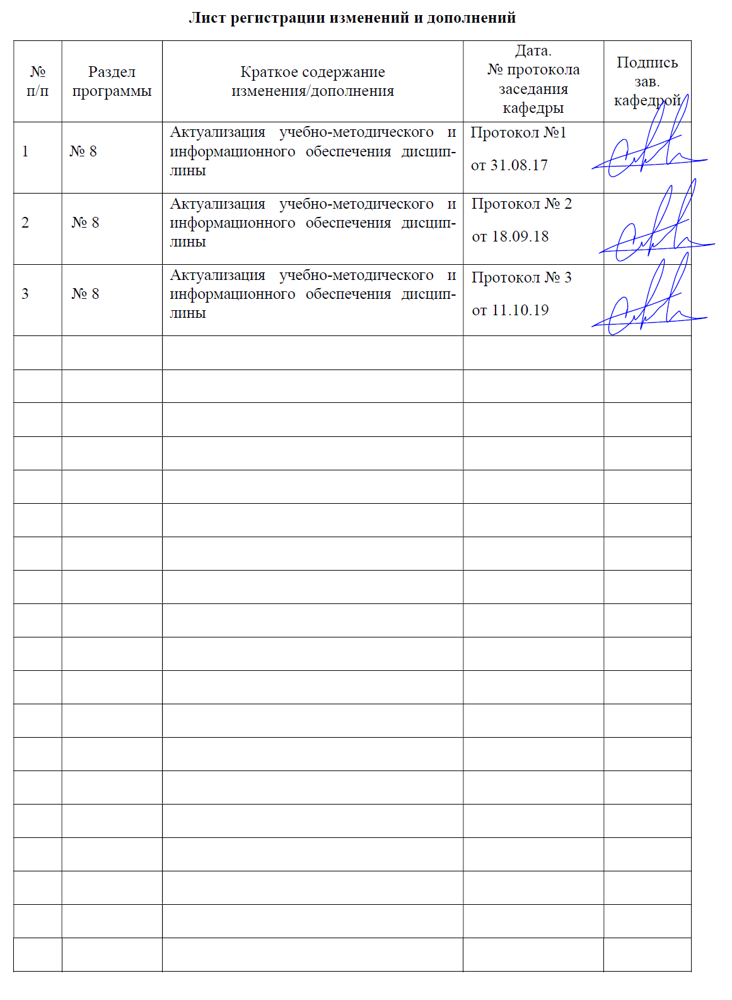 Лист регистрации изменений и дополнений
№
п/п
Раздел
программы
Краткое содержание
изменения/дополнения
Дата.
№ протокола
заседания
кафедры
Подпись
зав.
кафедрой
1
№ 8
Актуализация учебно-методического и
информационного обеспечения дисцип-
лины
Протокол №1
от 31.08.17
2
№ 8
Актуализация учебно-методического и
информационного обеспечения дисцип-
лины
Протокол № 2
от 18.09.18
3
№ 8
Актуализация учебно-методического и
информационного обеспечения дисцип-
лины
Протокол № 3
от 11.10.19